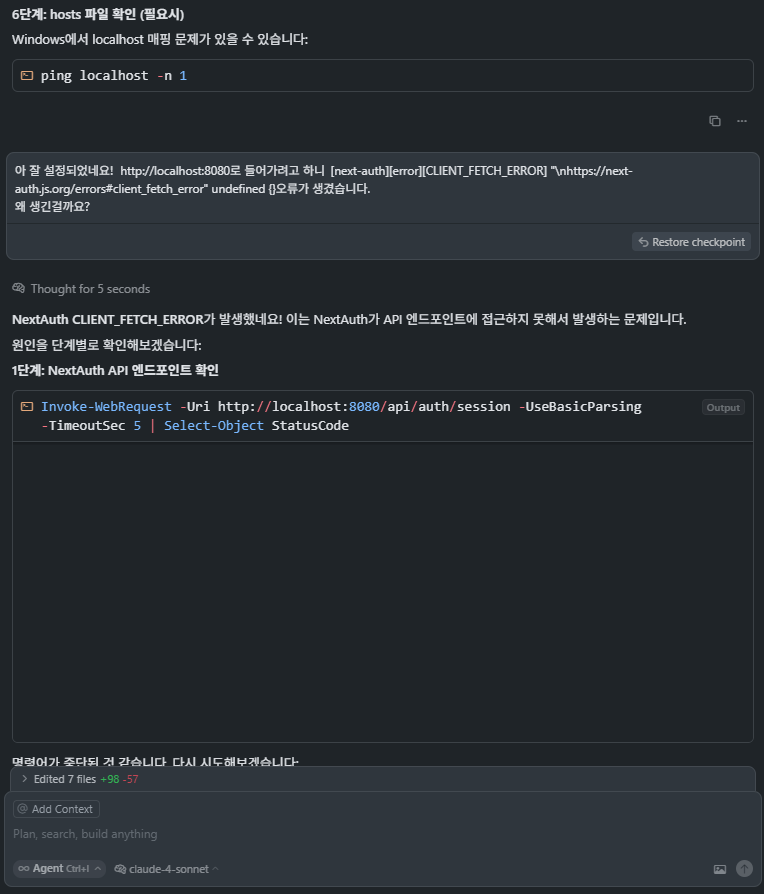 6단계: hosts 파일 확인 (필요시)
Windows에서 localhost 매핑 문제가 있을 수 있습니다:
ping localhost -n 1
아 잘 설정되었네요!  http://localhost:8080로 들어가려고 하니  [next-auth][error][CLIENT_FETCH_ERROR] "\nhttps://next-
auth.js.org/errors#client_fetch_error" undefined {}오류가 생겼습니다.
왜 생긴걸까요?
Restore checkpoint
Thought for 5 seconds
NextAuth CLIENT_FETCH_ERROR가 발생했네요! 이는 NextAuth가 API 엔드포인트에 접근하지 못해서 발생하는 문제입니다.
원인을 단계별로 확인해보겠습니다:
1단계: NextAuth API 엔드포인트 확인
Invoke-WebRequest -Uri http://localhost:8080/api/auth/session -UseBasicParsing
Output
-TimeoutSec 5 | Select-Object StatusCode
명령어가 중단된 것 같습니다. 다시 시도해보겠습니다:
Edited 7 files +98 -57
@ Add Context
Plan, search, build anything
Agent Ctrl+I
claude-4-sonnet